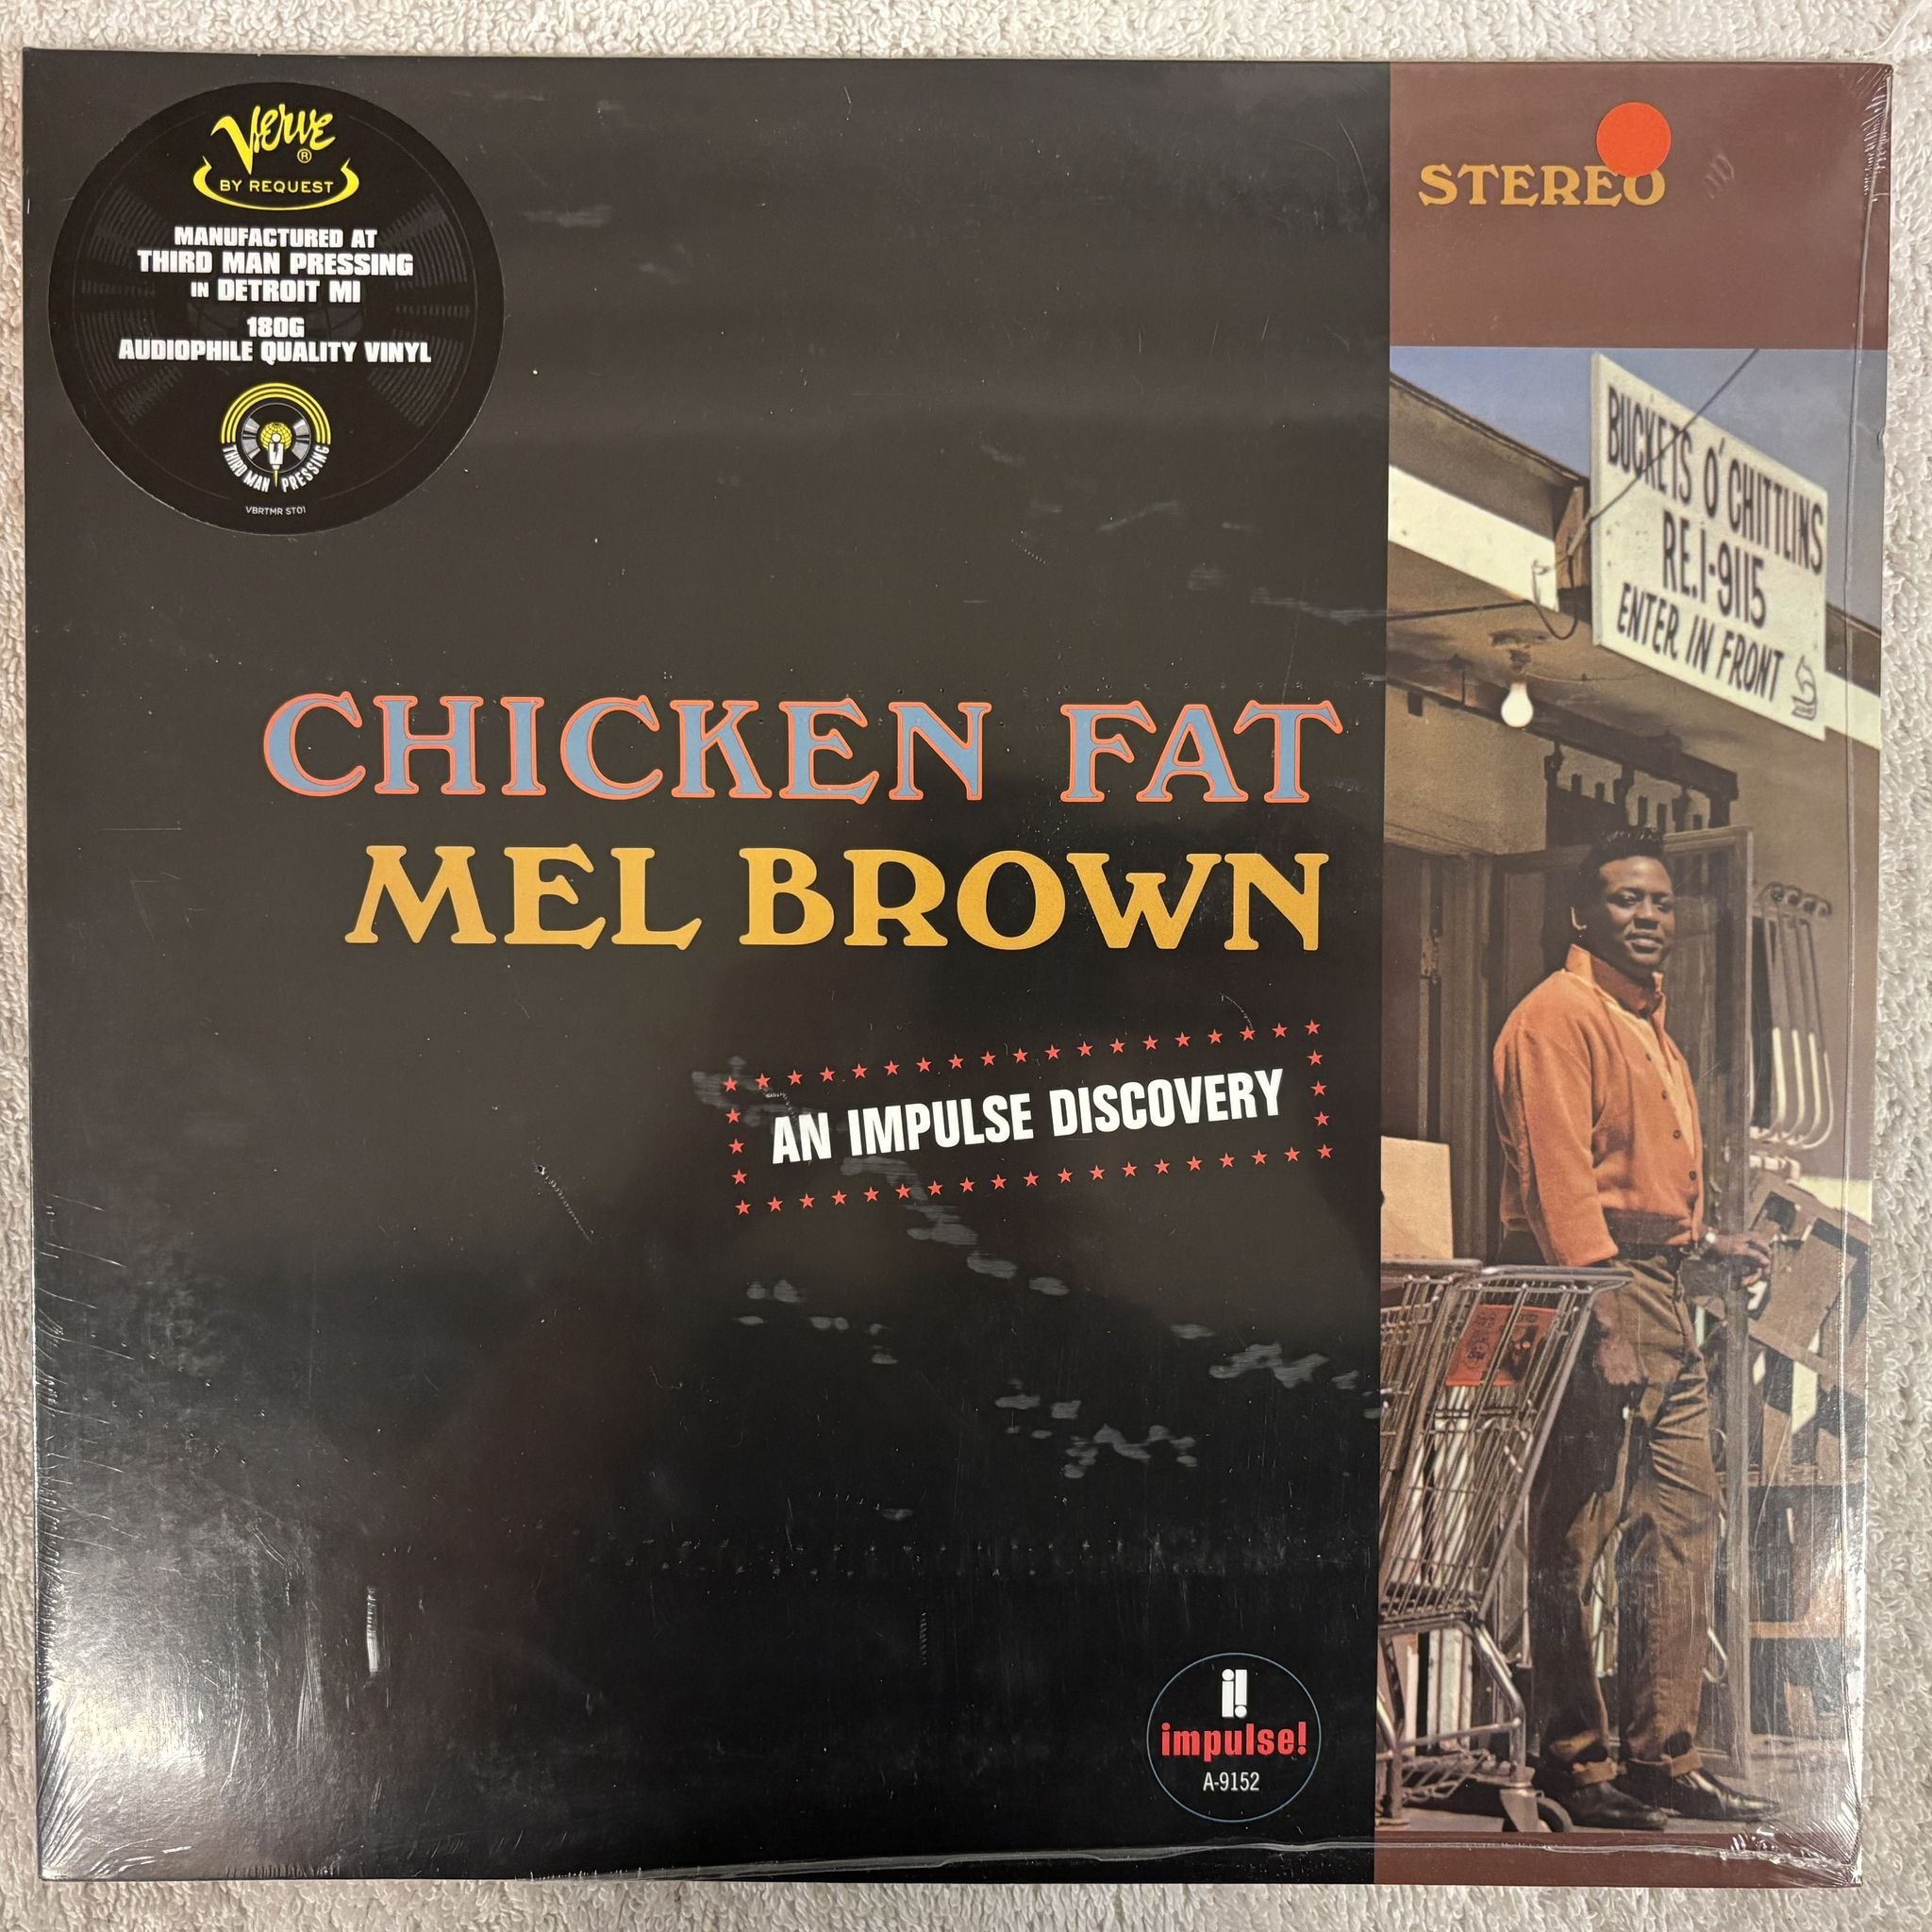 Verve®
BY REQUEST
MANUFACTURED AT
THIRD MAN PRESSING
IN DETROIT MI
180G
AUDIOPHILE QUALITY VINYL
THIRD MAN PRESSING
VBRTMR ST01
STEREO
BUCKETS O' CHITTLINS
RE.1-9115
ENTER IN FRONT
CHICKEN FAT
MEL BROWN
AN IMPULSE DISCOVERY
i!
impulse!
A-9152